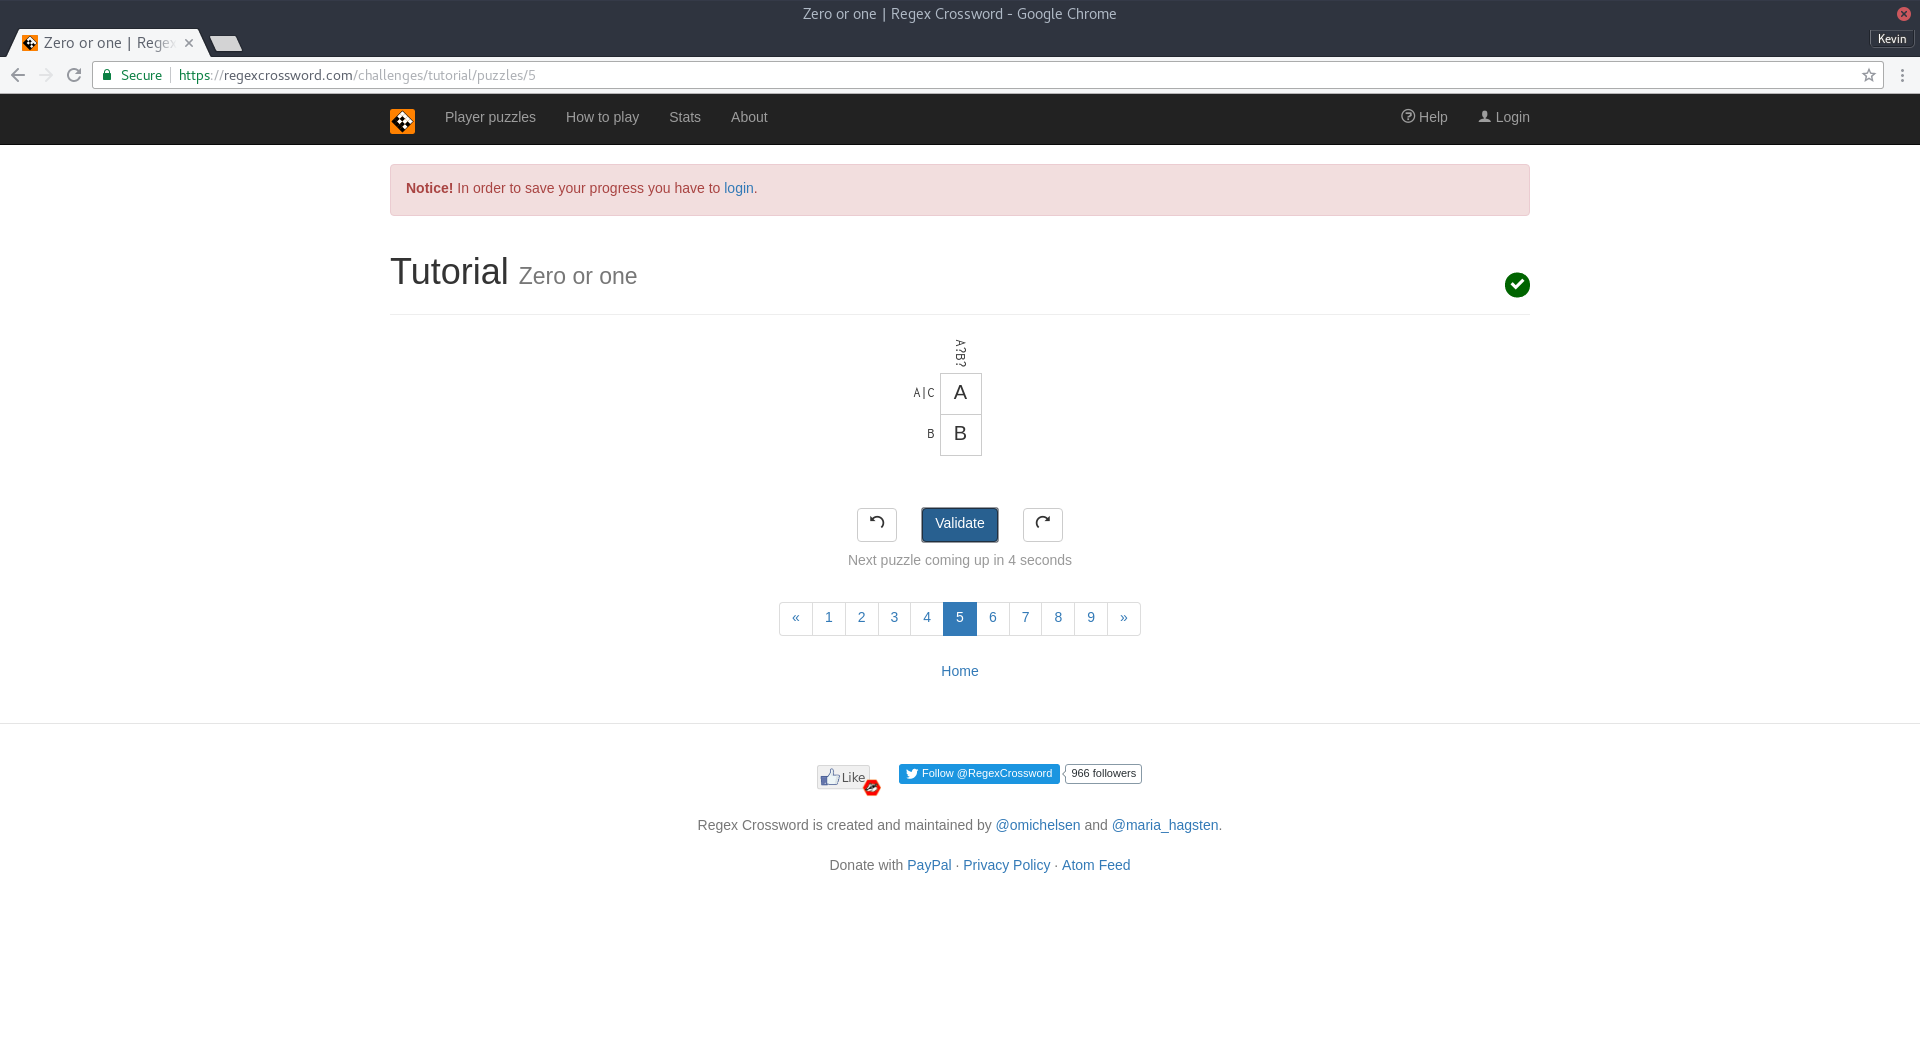 Zero or one | Regex Crossword - Google Chrome
Zero or one | Regex
Kevin
Secure https://regexcrossword.com/challenges/tutorial/puzzles/5
Player puzzles How to play Stats About Help Login
Notice! In order to save your progress you have to login.
Tutorial Zero or one
A?B?
A|C A
B B
Validate
Next puzzle coming up in 4 seconds
« 1 2 3 4 5 6 7 8 9 »
Home
Like Follow @RegexCrossword 966 followers
Regex Crossword is created and maintained by @omichelsen and @maria_hagsten.
Donate with PayPal · Privacy Policy · Atom Feed